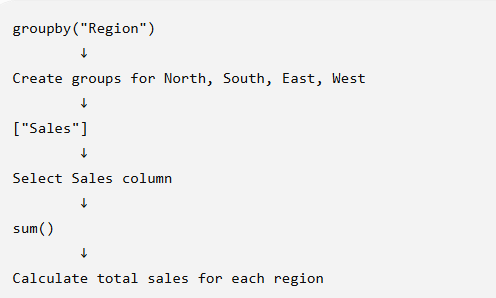 groupby("Region")
↓
Create groups for North, South, East, West
↓
["Sales"]
↓
Select Sales column
↓
sum()
↓
Calculate total sales for each region